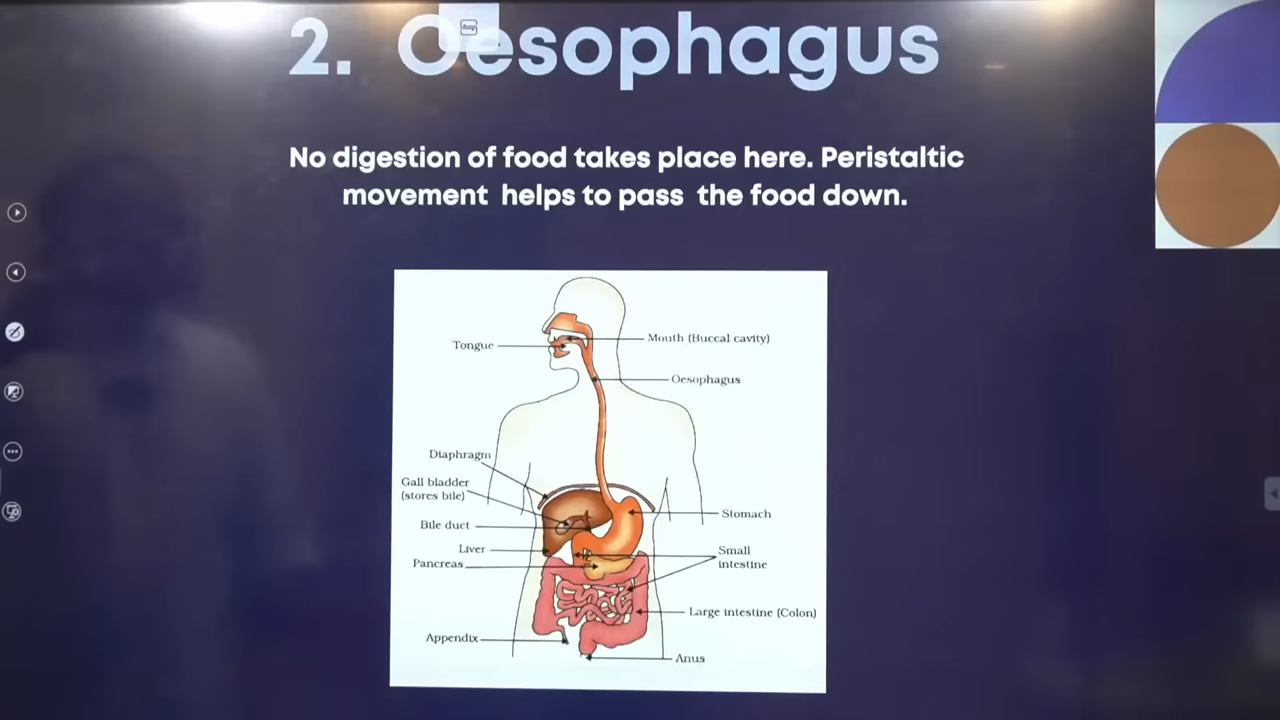 2. Oesophagus
No digestion of food takes place here. Peristaltic
movement helps to pass the food down.
Mouth (Buccal cavity)
Tongue
Oesophagus
Diaphragm
Gall bladder
(stores bile)
Stomach
Bile duct
Liver
Small
intestine
Pancreas
Large intestine (Colon)
Appendix
Anus